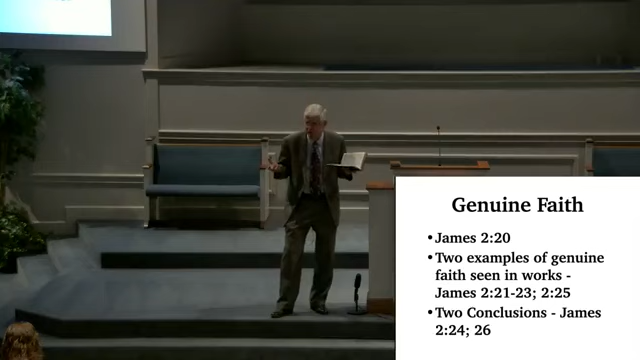 Genuine Faith
•James 2:20
•Two examples of genuine
faith seen in works -
James 2:21-23; 2:25
•Two Conclusions - James
2:24; 26